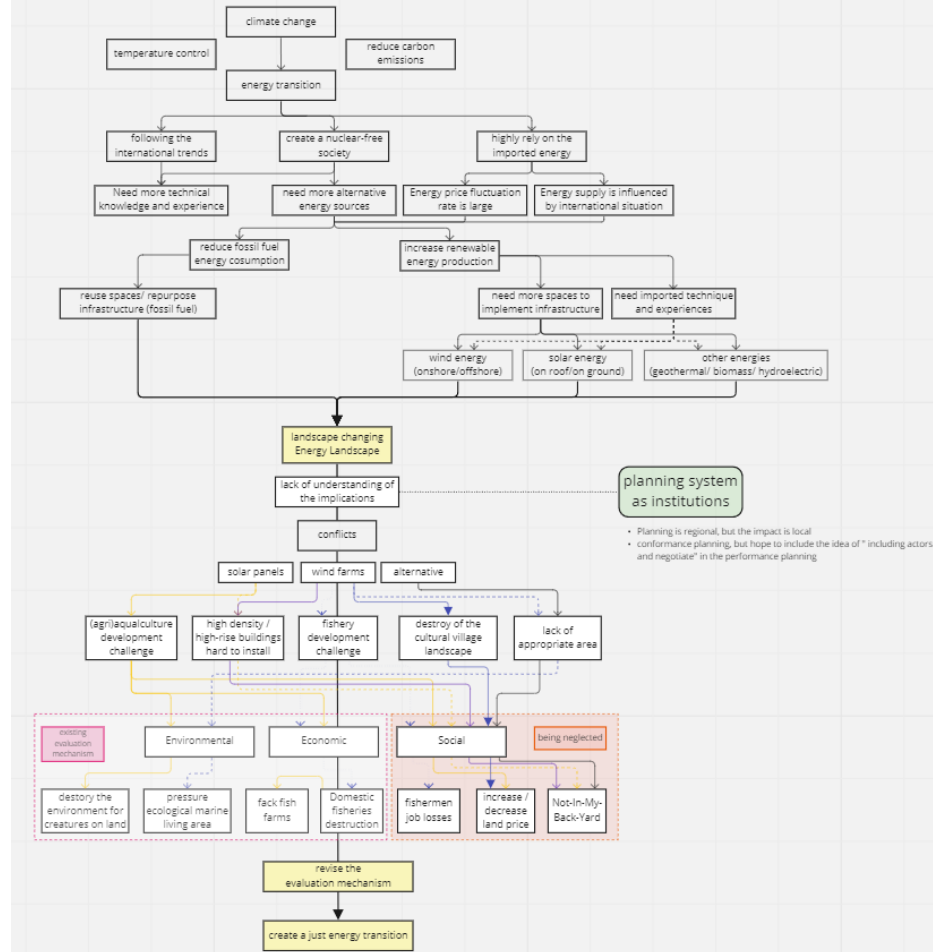 climate change
temperature control
reduce carbon
emissions
energy transition
following the
international trends
create a nuclear-free
society
highly rely on the
imported energy
Need more technical
knowledge and experience
need more alternative
energy sources
Energy price fluctuation
rate is large
Energy supply is influenced
by international situation
reduce fossil fuel
energy cosumption
increase renewable
energy production
reuse spaces/ repurpose
infrastructure (fossil fuel)
need more spaces to
implement infrastructure
need imported technique
and experiences
wind energy
(onshore/offshore)
solar energy
(on roof/on ground)
other energies
(geothermal/ biomass/ hydroelectric)
landscape changing
Energy Landscape
lack of understanding of
the implications
planning system
as institutions
• Planning is regional, but the impact is local
• conformance planning, but hope to include the idea of " including actors
and negotiate" in the performance planning
conflicts
solar panels
wind farms
alternative
(agri)aqualculture
development
challenge
high density /
high-rise buildings
hard to install
fishery
development
challenge
destroy of the
cultural village
landscape
lack of
appropriate area
existing
evaluation
mechanism
Environmental
Economic
Social
being neglected
destory the
environment for
creatures on land
pressure
ecological marine
living area
fack fish
farms
Domestic
fisheries
destruction
fishermen
job losses
increase /
decrease
land price
Not-In-My-
Back-Yard
revise the
evaluation mechanism
create a just energy transition